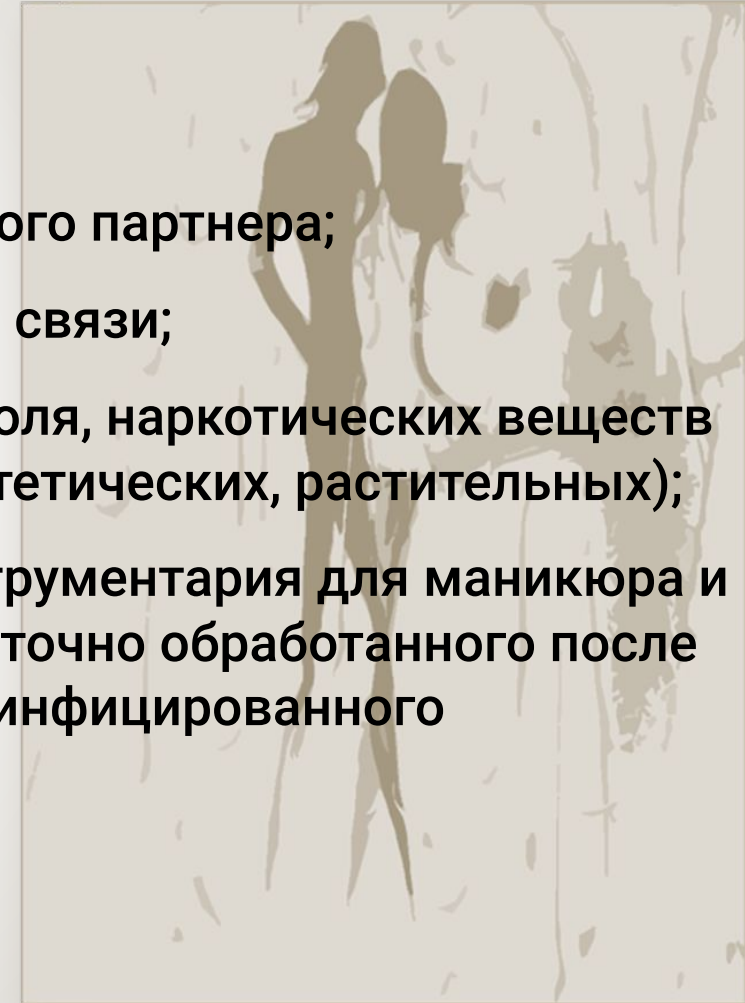 ого партнера;
связи;
оля, наркотических веществ
тетических, растительных);
трументария для маникюра и
точно обработанного после
инфицированного